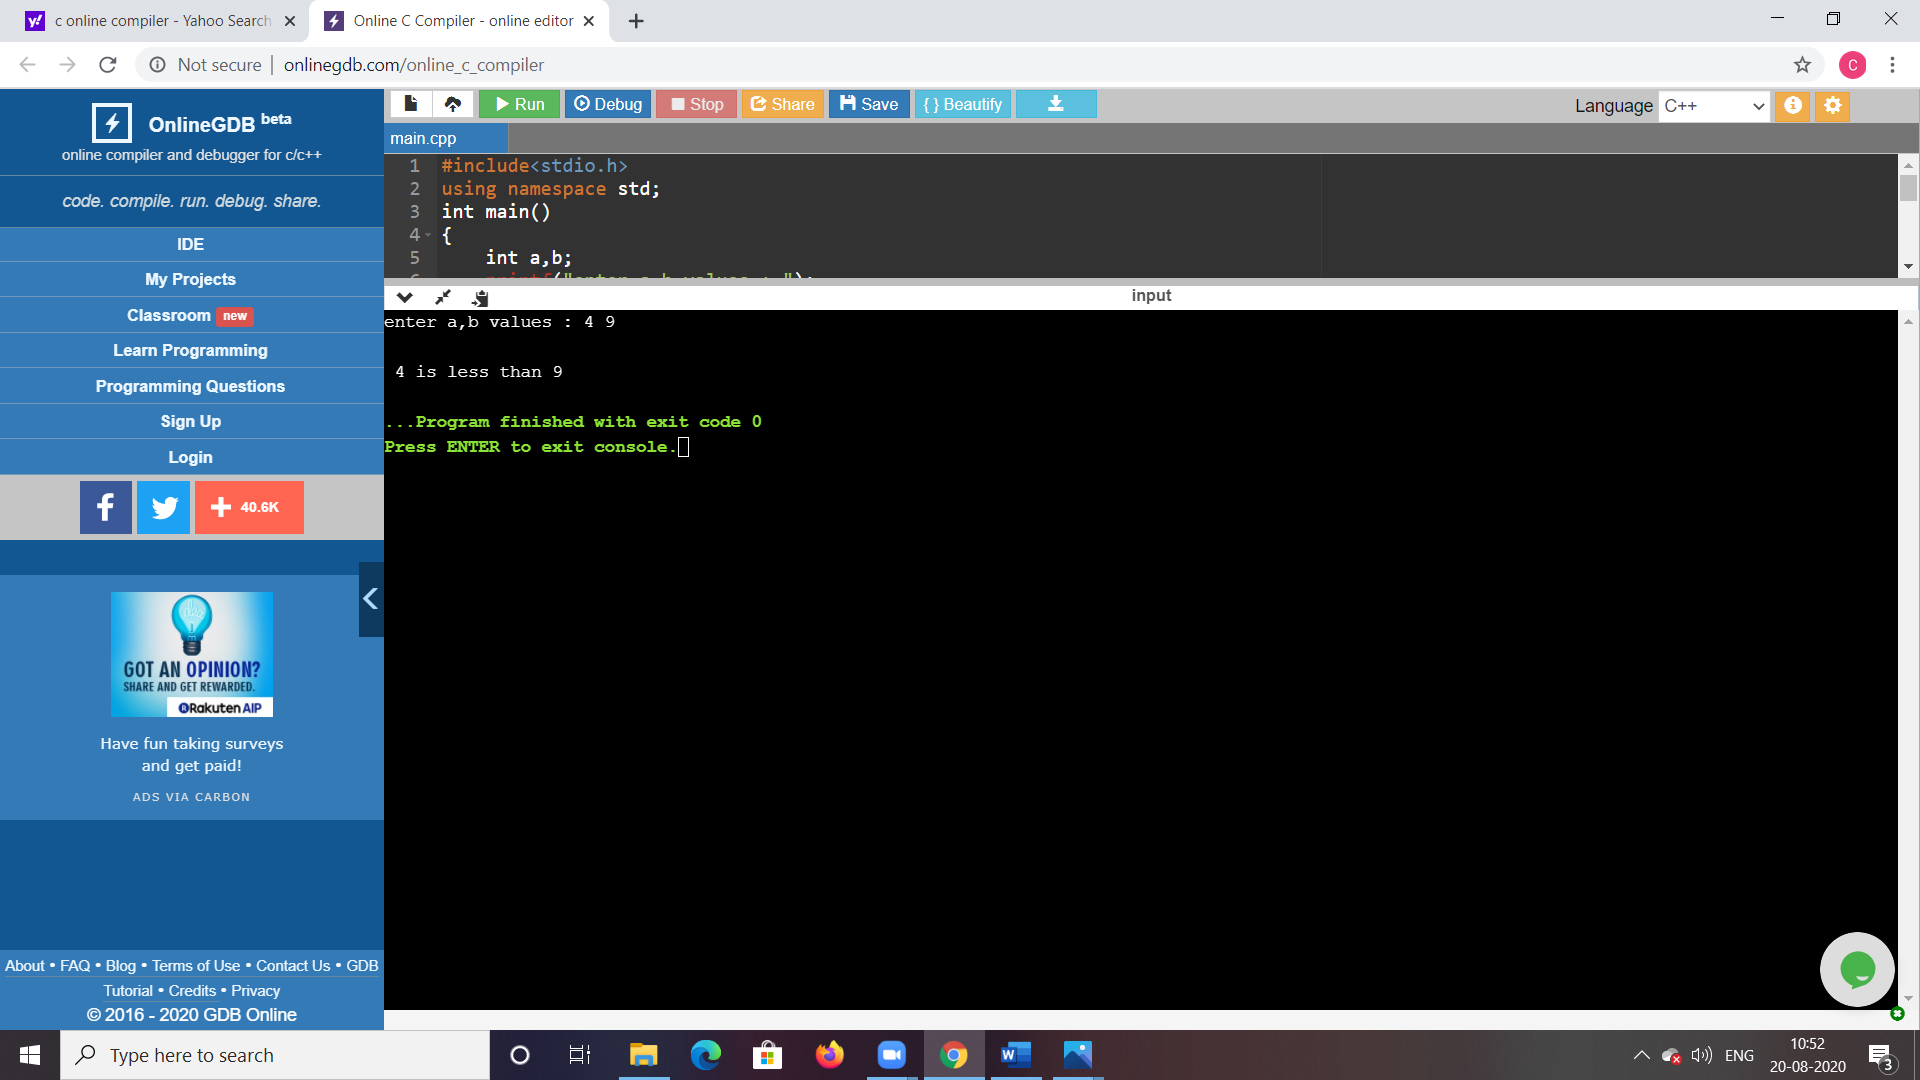 c online compiler - Yahoo Search
Online C Compiler - online editor
Not secure
onlinegdb.com/online_c_compiler
OnlineGDB beta
online compiler and debugger for c/c++
code. compile. run. debug. share.
IDE
My Projects
Classroom new
Learn Programming
Programming Questions
Sign Up
Login
f
40.6K
GOT AN OPINION?
SHARE AND GET REWARDED.
Rakuten AIP
Have fun taking surveys
and get paid!
ADS VIA CARBON
About • FAQ • Blog • Terms of Use • Contact Us • GDB
Tutorial • Credits • Privacy
© 2016 - 2020 GDB Online
Run Debug Stop Share Save { } Beautify
Language C++
main.cpp
1 #include<stdio.h>
2 using namespace std;
3 int main()
4 {
5 int a,b;
6 printf("enter a,b values : ");
input
enter a,b values : 4 9
4 is less than 9
...Program finished with exit code 0
Press ENTER to exit console.
Type here to search
ENG
10:52
20-08-2020
3
C